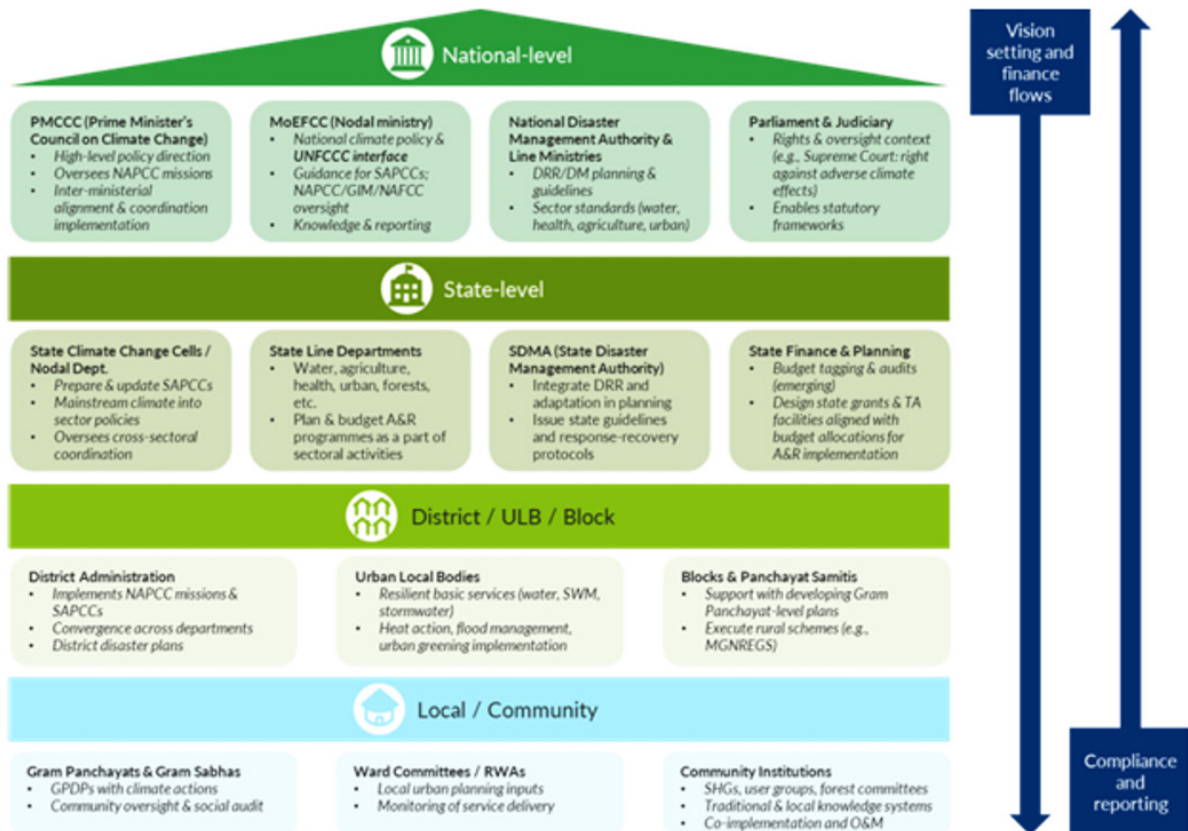 National-level
PMCCC (Prime Minister's
Council on Climate Change)
• High-level policy direction
• Oversees NAPCC missions
• Inter-ministerial
alignment & coordination
implementation
MoEFCC (Nodal ministry)
• National climate policy &
UNFCCC interface
• Guidance for SAPCCs;
NAPCC/GIM/NAFCC
oversight
• Knowledge & reporting
National Disaster
Management Authority &
Line Ministries
• DRR/DM planning &
guidelines
• Sector standards (water,
health, agriculture, urban)
Parliament & Judiciary
• Rights & oversight context
(e.g., Supreme Court: right
against adverse climate
effects)
• Enables statutory
frameworks
State-level
State Climate Change Cells /
Nodal Dept.
• Prepare & update SAPCCs
• Mainstream climate into
sector policies
• Oversees cross-sectoral
coordination
State Line Departments
• Water, agriculture,
health, urban, forests,
etc.
• Plan & budget A&R
programmes as a part of
sectoral activities
SDMA (State Disaster
Management Authority)
• Integrate DRR and
adaptation in planning
• Issue state guidelines
and response-recovery
protocols
State Finance & Planning
• Budget tagging & audits
(emerging)
• Design state grants & TA
facilities aligned with
budget allocations for
A&R implementation
District / ULB / Block
District Administration
• Implements NAPCC missions &
SAPCCs
• Convergence across departments
• District disaster plans
Urban Local Bodies
• Resilient basic services (water, SWM,
stormwater)
• Heat action, flood management,
urban greening implementation
Blocks & Panchayat Samitis
• Support with developing Gram
Panchayat-level plans
• Execute rural schemes (e.g.,
MGNREGS)
Local / Community
Gram Panchayats & Gram Sabhas
• GPDPs with climate actions
• Community oversight & social audit
Ward Committees / RWAs
• Local urban planning inputs
• Monitoring of service delivery
Community Institutions
• SHGs, user groups, forest committees
• Traditional & local knowledge systems
• Co-implementation and O&M
Vision
setting and
finance
flows
Compliance
and
reporting